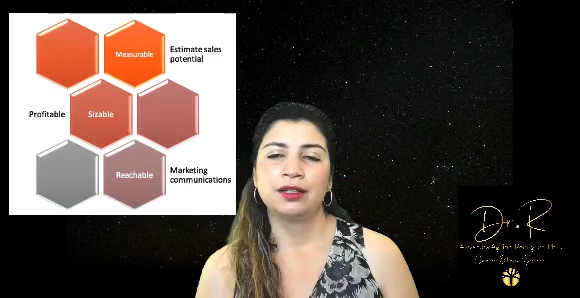 Measurable
Estimate sales
potential
Profitable
Sizable
Reachable
Marketing
communications
Dr. R